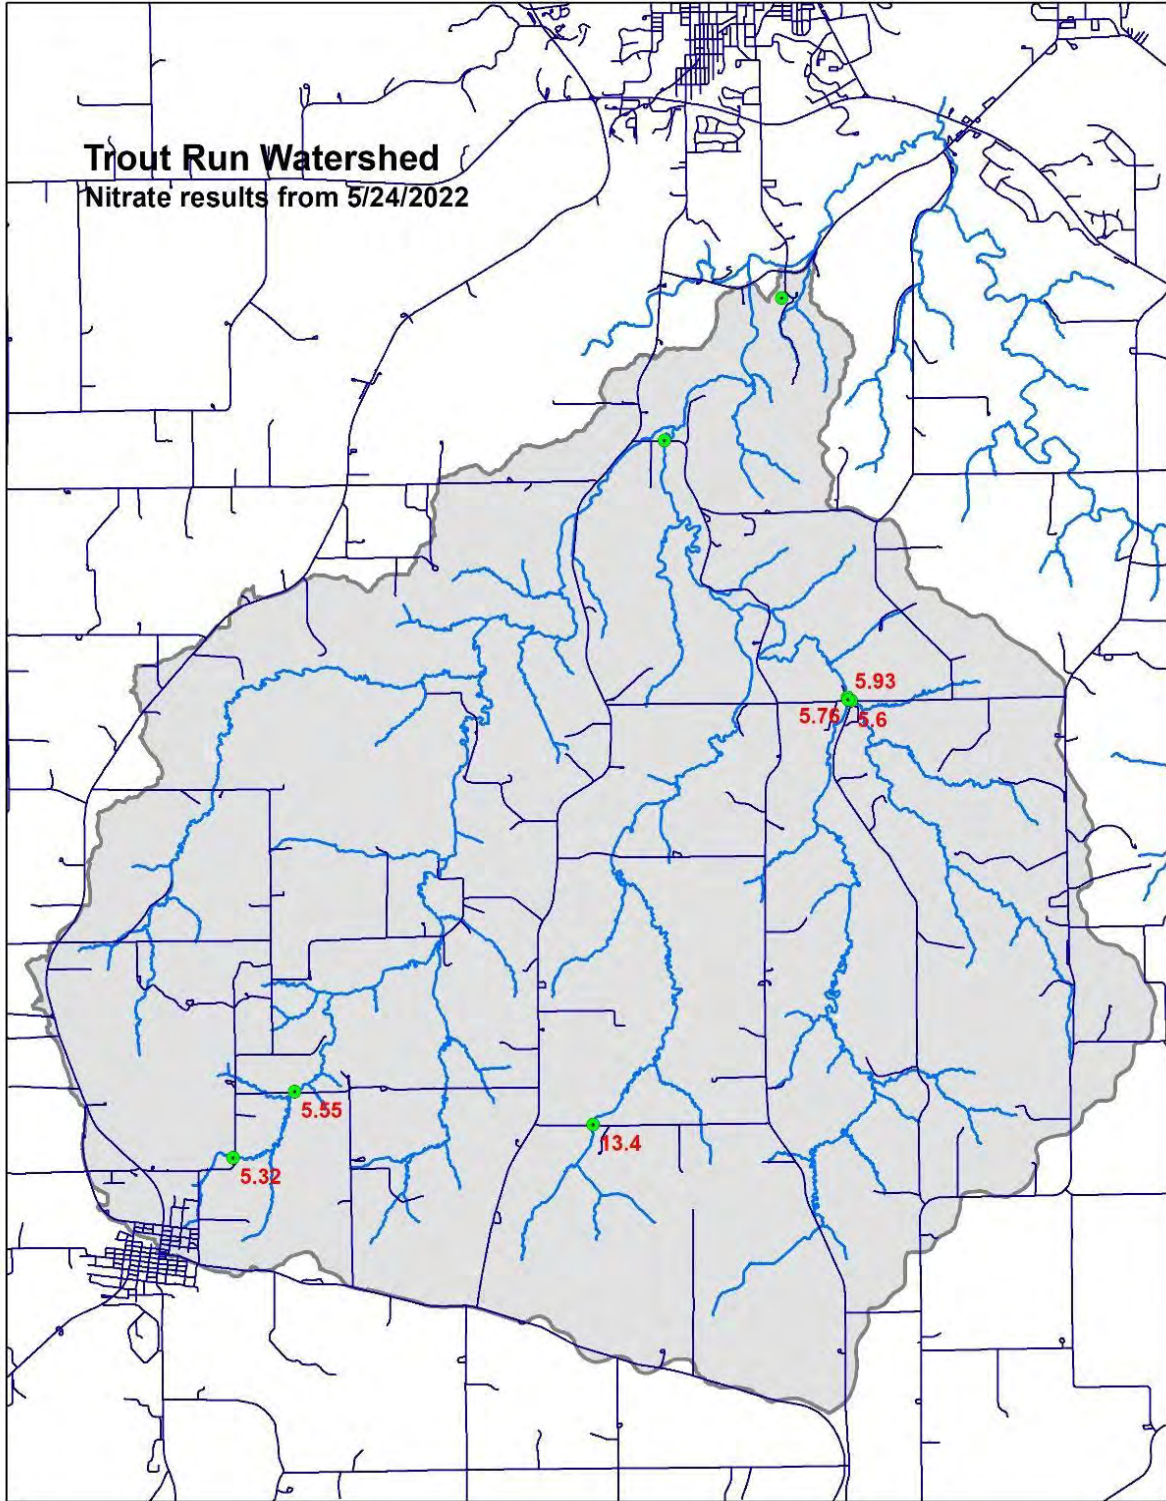 Trout Run Watershed
Nitrate results from 5/24/2022
5.93
5.76 5.6
5.55
13.4
5.32